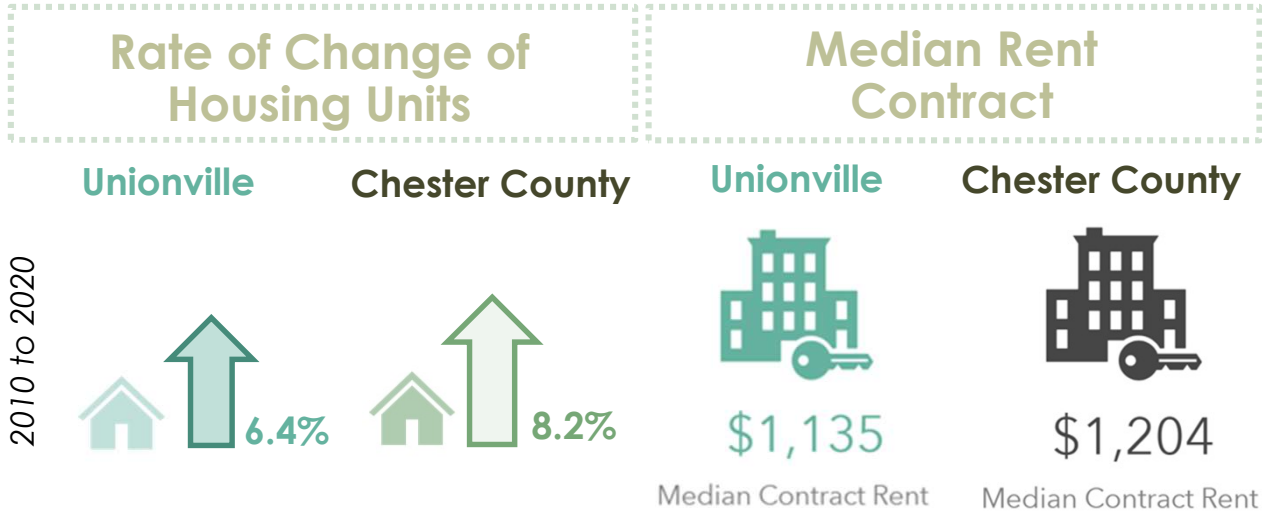 Rate of Change of
Housing Units
Unionville
Chester County
2010 to 2020
6.4%
8.2%
Median Rent
Contract
Unionville
Chester County
$1,135
$1,204
Median Contract Rent
Median Contract Rent